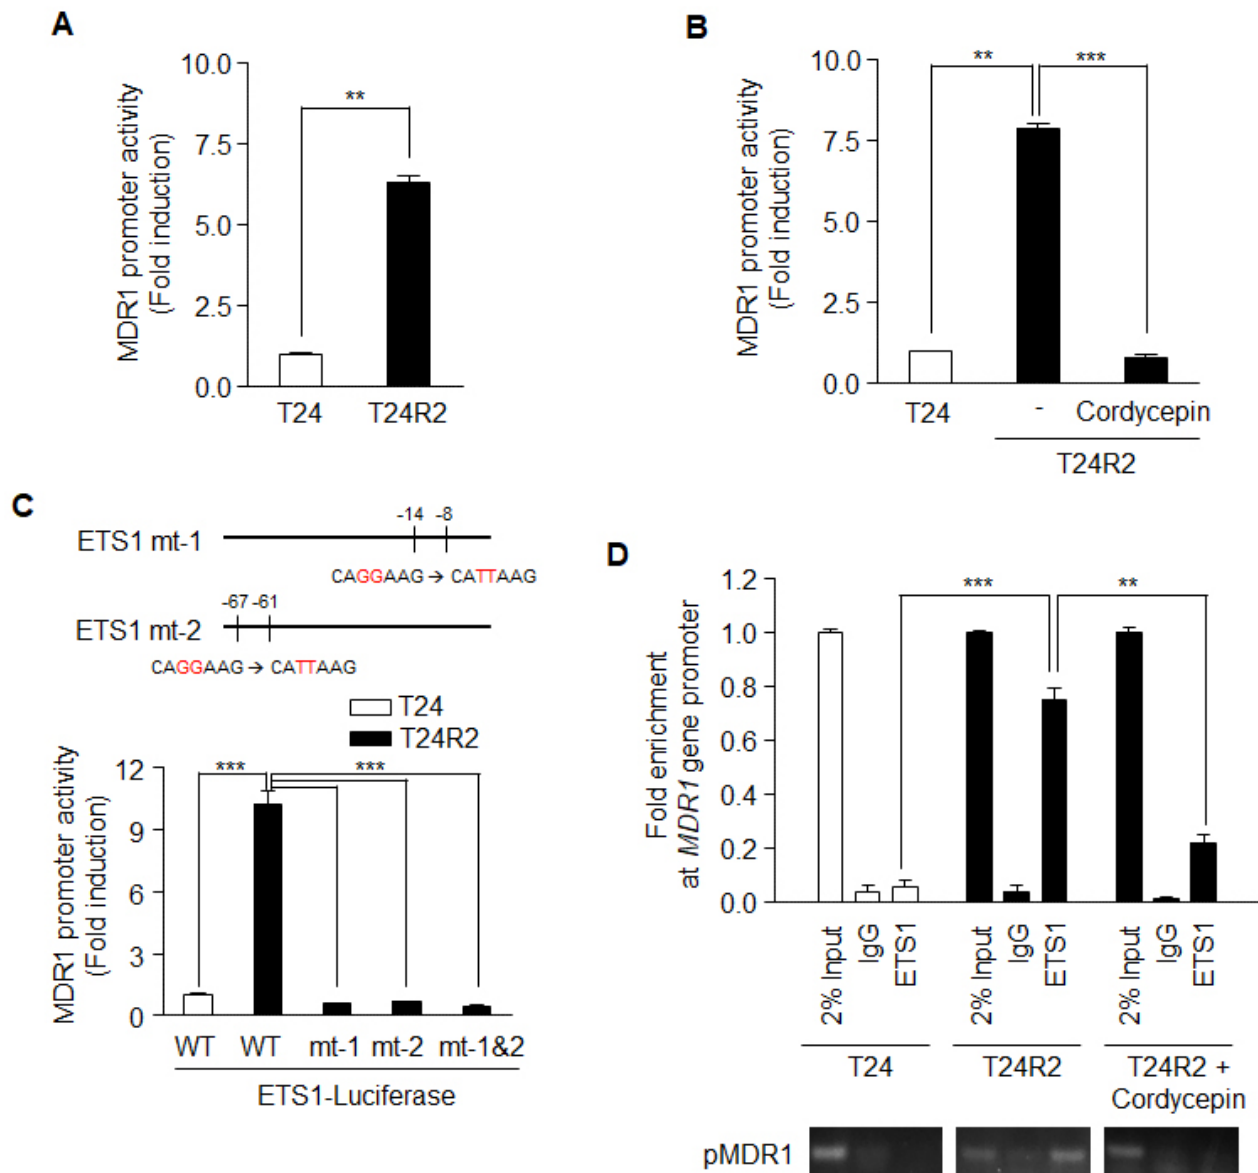 A
MDR1 promoter activity
(Fold induction)
10.0
7.5
5.0
2.5
0.0
**
T24 T24R2
B
MDR1 promoter activity
(Fold induction)
10.0
7.5
5.0
2.5
0.0
** ***
T24 - Cordycepin
T24R2
C
-14 -8
ETS1 mt-1
CAGGAAG → CATTAAG
-67 -61
ETS1 mt-2
CAGGAAG → CATTAAG
T24
T24R2
MDR1 promoter activity
(Fold induction)
12
9
6
3
0
*** ***
WT WT mt-1 mt-2 mt-1&2
ETS1-Luciferase
D
Fold enrichment
at MDR1 gene promoter
1.2
1.0
0.8
0.6
0.4
0.2
0.0
*** **
2% Input IgG ETS1 2% Input IgG ETS1 2% Input IgG ETS1
T24 T24R2 T24R2 +
Cordycepin
pMDR1